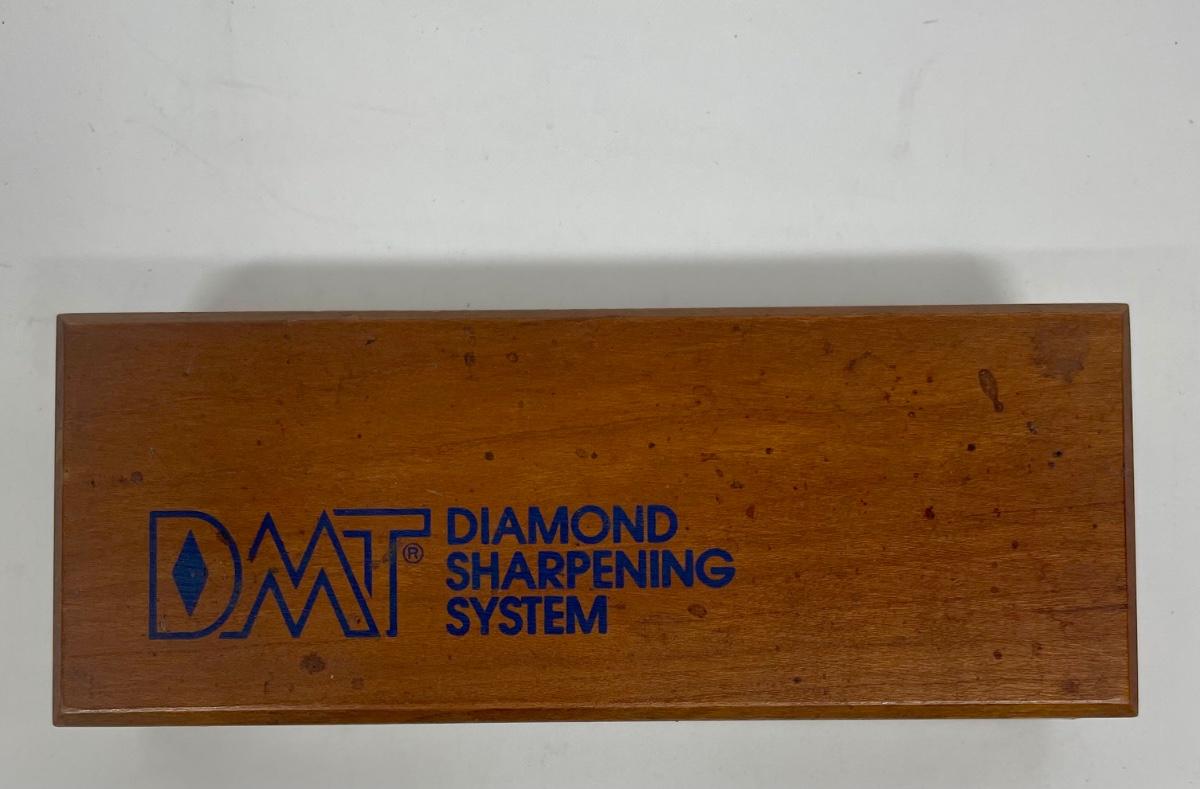 DMT®
DIAMOND
SHARPENING
SYSTEM